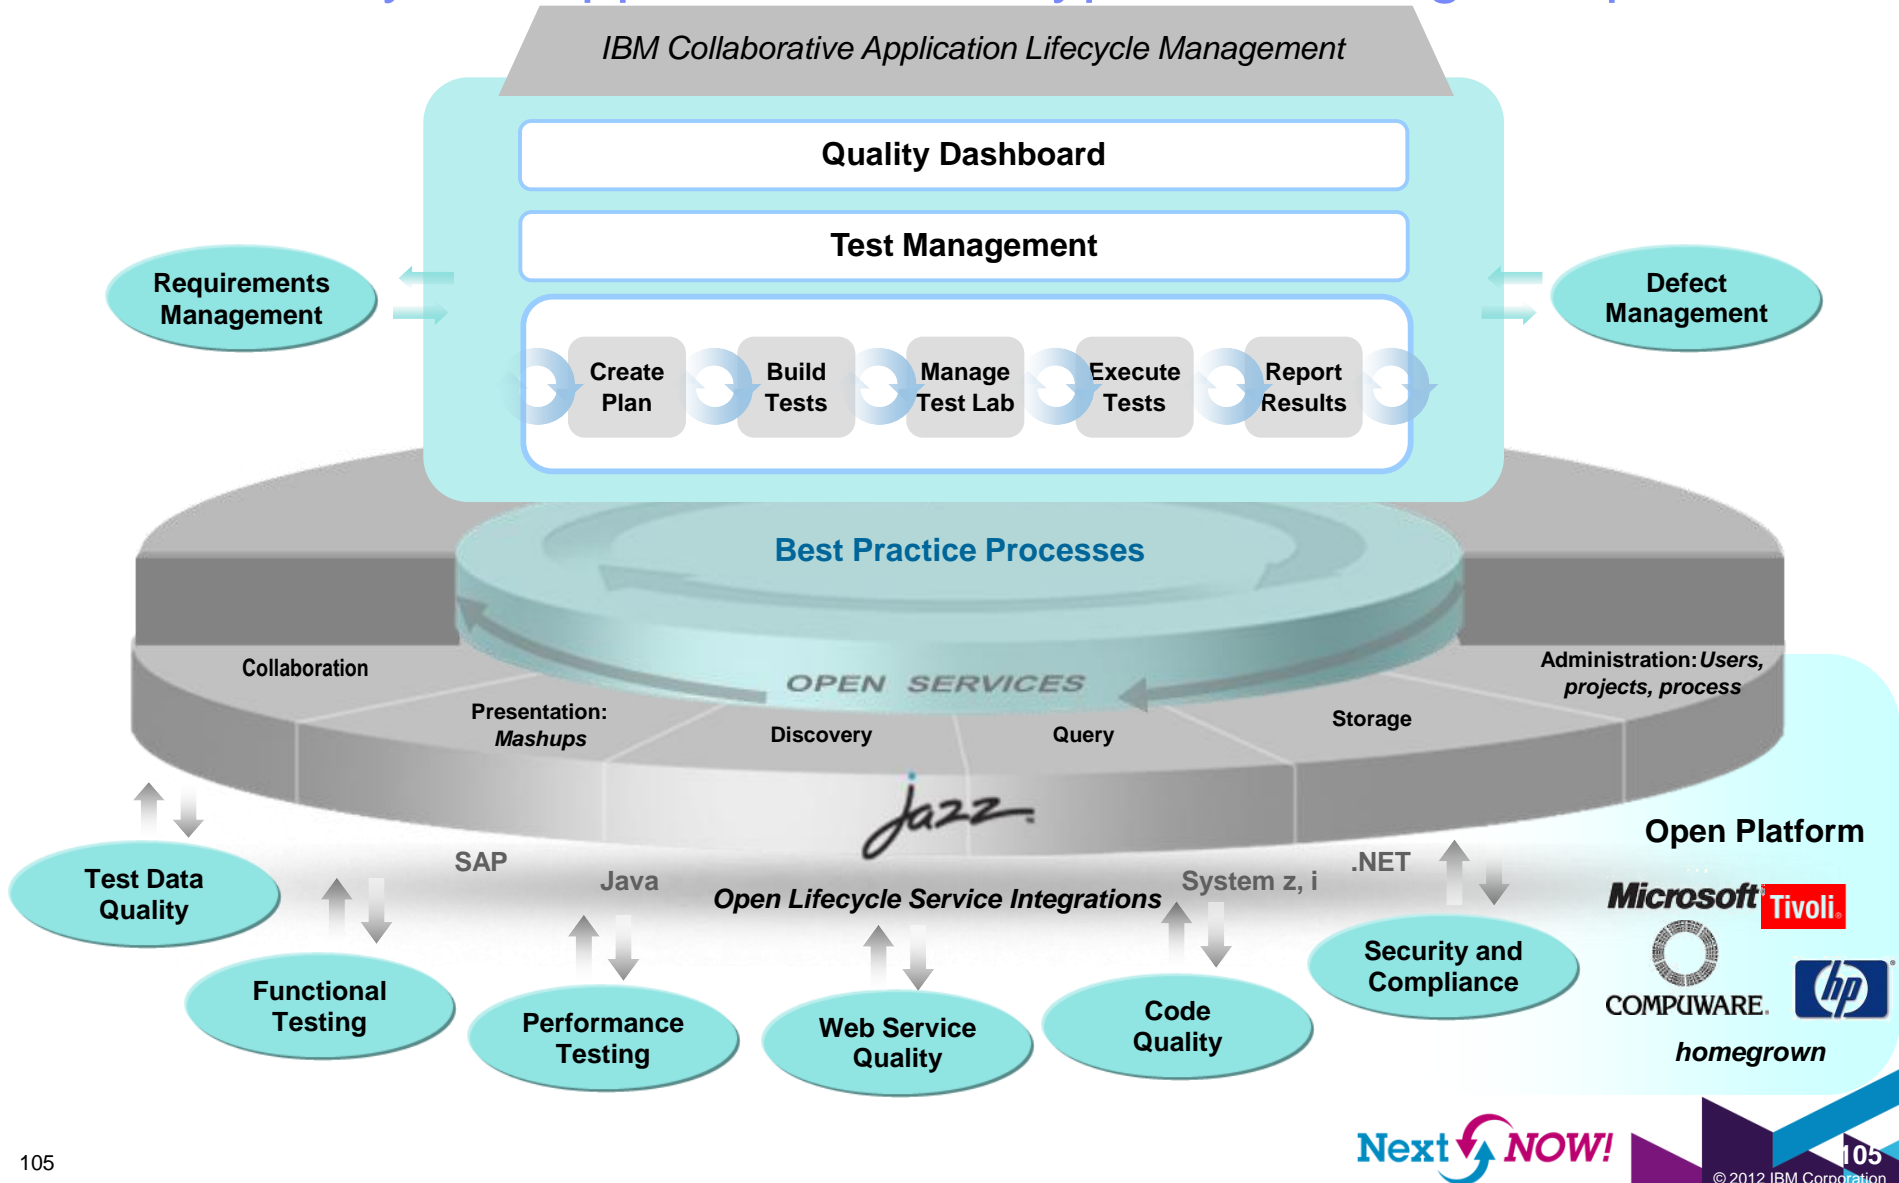 IBM Collaborative Application Lifecycle Management
Quality Dashboard
Test Management
Requirements
Management
Defect
Management
Create
Plan
Build
Tests
Manage
Test Lab
Execute
Tests
Report
Results
Best Practice Processes
OPEN SERVICES
Collaboration
Presentation:
Mashups
Discovery
Query
Storage
Administration: Users,
projects, process
jazz
SAP
Java
Open Lifecycle Service Integrations
System z, i
.NET
Open Platform
Microsoft
Tivoli
COMPUWARE.
hp
homegrown
Test Data
Quality
Functional
Testing
Performance
Testing
Web Service
Quality
Code
Quality
Security and
Compliance
Next NOW!
105
105
© 2012 IBM Corporation